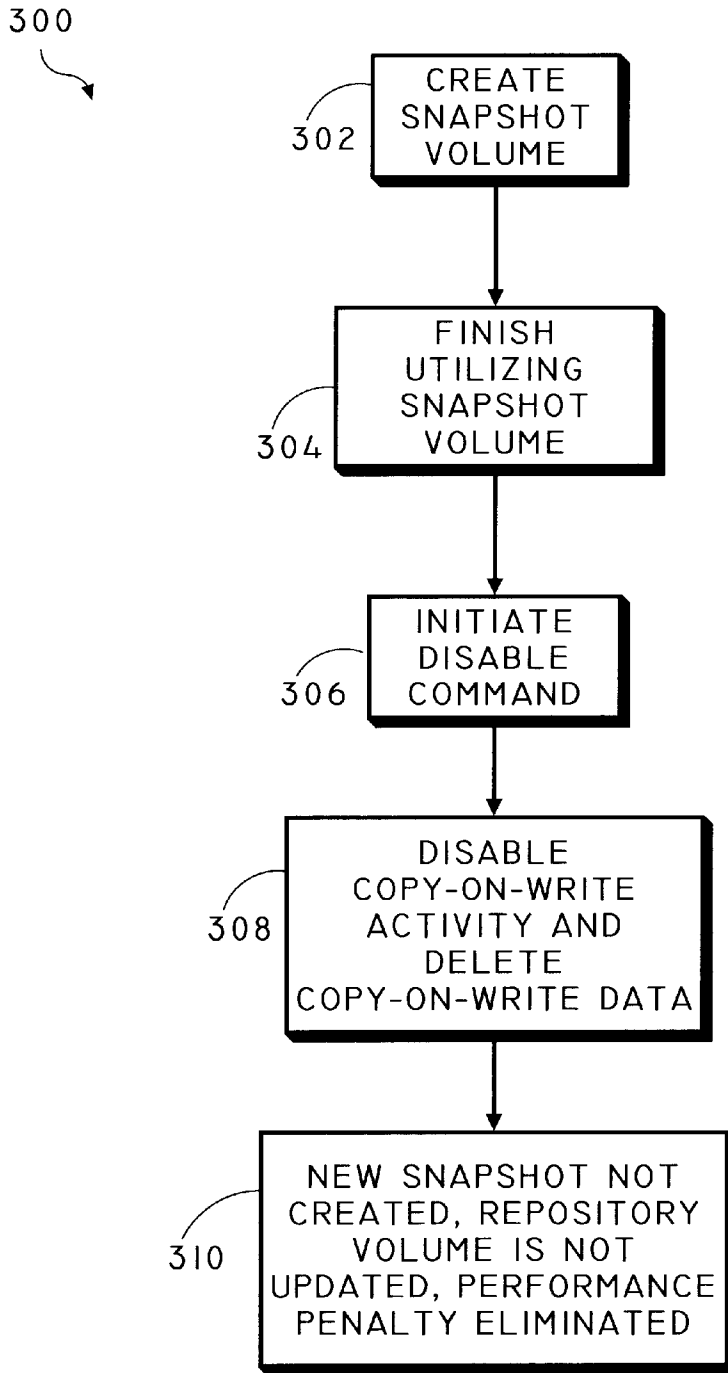 300
CREATE
SNAPSHOT
VOLUME
302
FINISH
UTILIZING
SNAPSHOT
VOLUME
304
INITIATE
DISABLE
COMMAND
306
DISABLE
COPY-ON-WRITE
ACTIVITY AND
DELETE
COPY-ON-WRITE DATA
308
NEW SNAPSHOT NOT
CREATED, REPOSITORY
VOLUME IS NOT
UPDATED, PERFORMANCE
PENALTY ELIMINATED
310